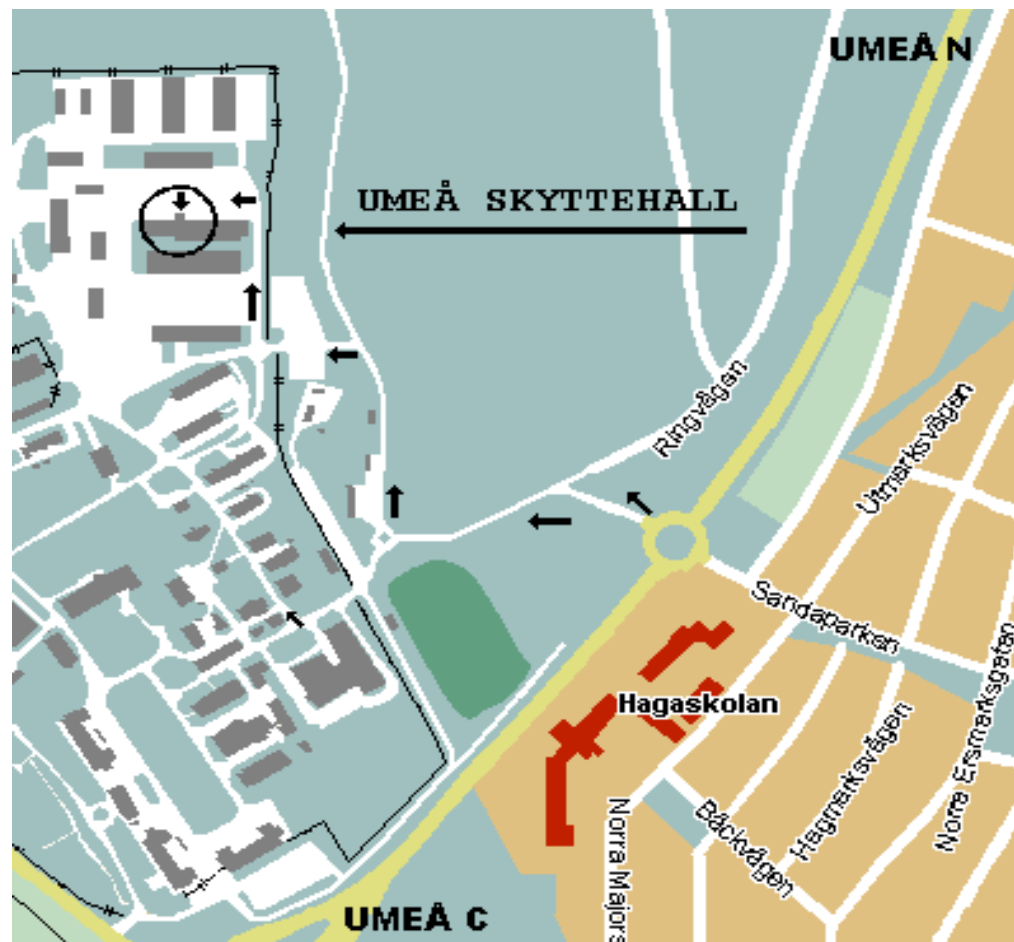 UMEÅ N
UMEÅ SKYTTEHALL
Ringvägen
Utmarksvägen
Sandaparken
Hagaskolan
Norra Ersmarksgatan
Hagmarksvägen
Bäckvägen
Norra Majors
UMEÅ C